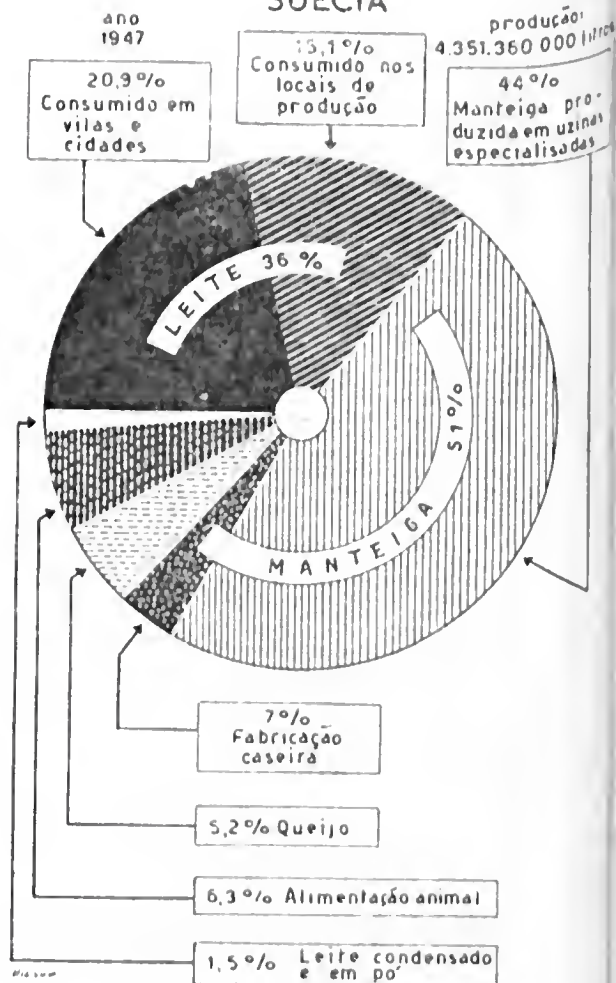 SUÉCIA
ano
1947
produção:
4.351.360 000 litros
20,9%
Consumido em
vilas e
cidades
15,1%
Consumido nos
locais de
produção
44%
Manteiga pro-
duzida em uzinas
especialisadas
LEITE 36%
MANTEIGA 51%
7%
Fabricação
caseira
5,2% Queijo
6,3% Alimentação animal
1,5% Leite condensado
e em pó